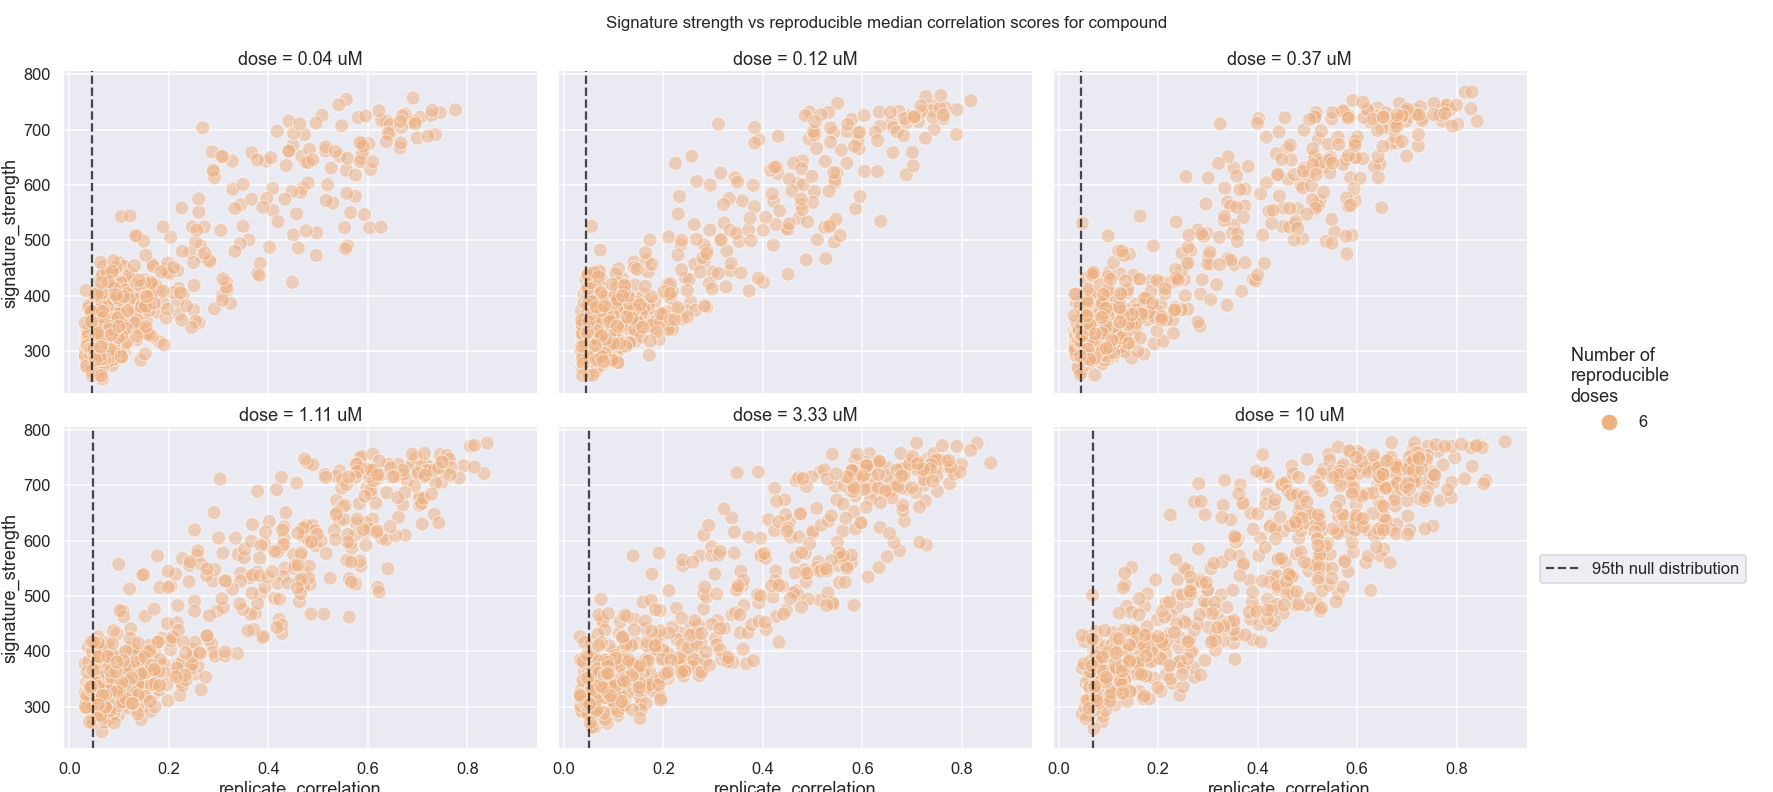 Signature strength vs reproducible median correlation scores for compound
dose = 0.04 uM
dose = 0.12 uM
dose = 0.37 uM
signature_strength
800
700
600
500
400
300
dose = 1.11 uM
dose = 3.33 uM
dose = 10 uM
signature_strength
800
700
600
500
400
300
0.0 0.2 0.4 0.6 0.8
0.0 0.2 0.4 0.6 0.8
0.0 0.2 0.4 0.6 0.8
replicate_correlation
replicate_correlation
replicate_correlation
Number of
reproducible
doses
6
95th null distribution